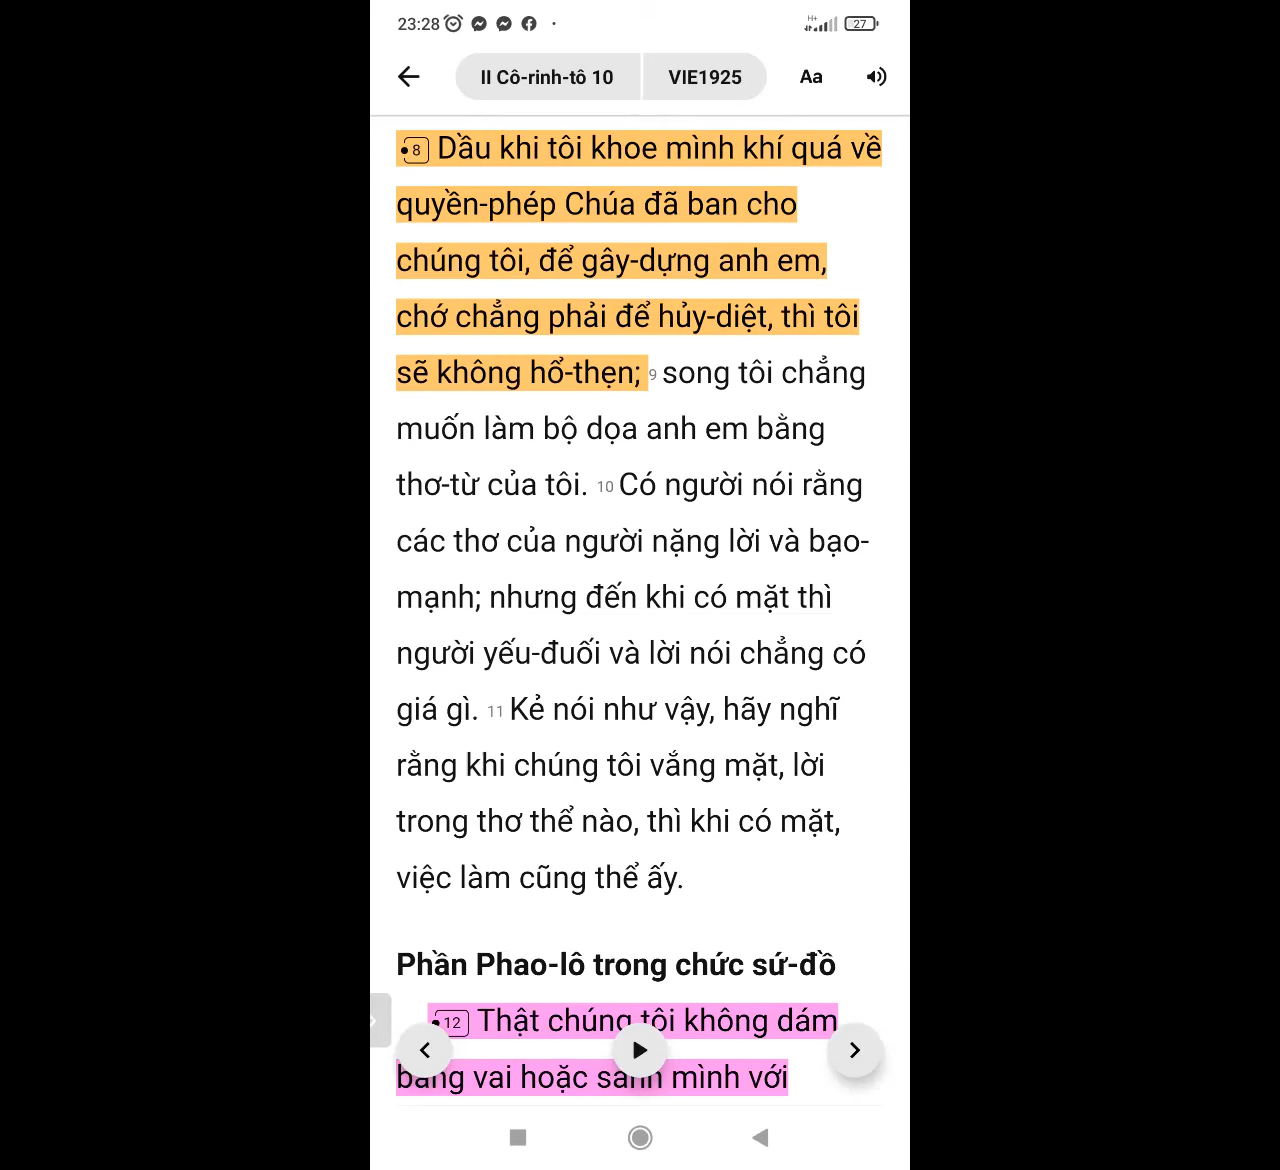 23:28
H+
27
II Cô-rinh-tô 10 VIE1925 Aa
8 Dầu khi tôi khoe mình khí quá về
quyền-phép Chúa đã ban cho
chúng tôi, để gây-dựng anh em,
chớ chẳng phải để hủy-diệt, thì tôi
sẽ không hổ-thẹn; 9 song tôi chẳng
muốn làm bộ dọa anh em bằng
thơ-từ của tôi. 10 Có người nói rằng
các thơ của người nặng lời và bạo-
mạnh; nhưng đến khi có mặt thì
người yếu-đuối và lời nói chẳng có
giá gì. 11 Kẻ nói như vậy, hãy nghĩ
rằng khi chúng tôi vắng mặt, lời
trong thơ thể nào, thì khi có mặt,
việc làm cũng thể ấy.
Phần Phao-lô trong chức sứ-đồ
12 Thật chúng tôi không dám
bằng vai hoặc sánh mình với